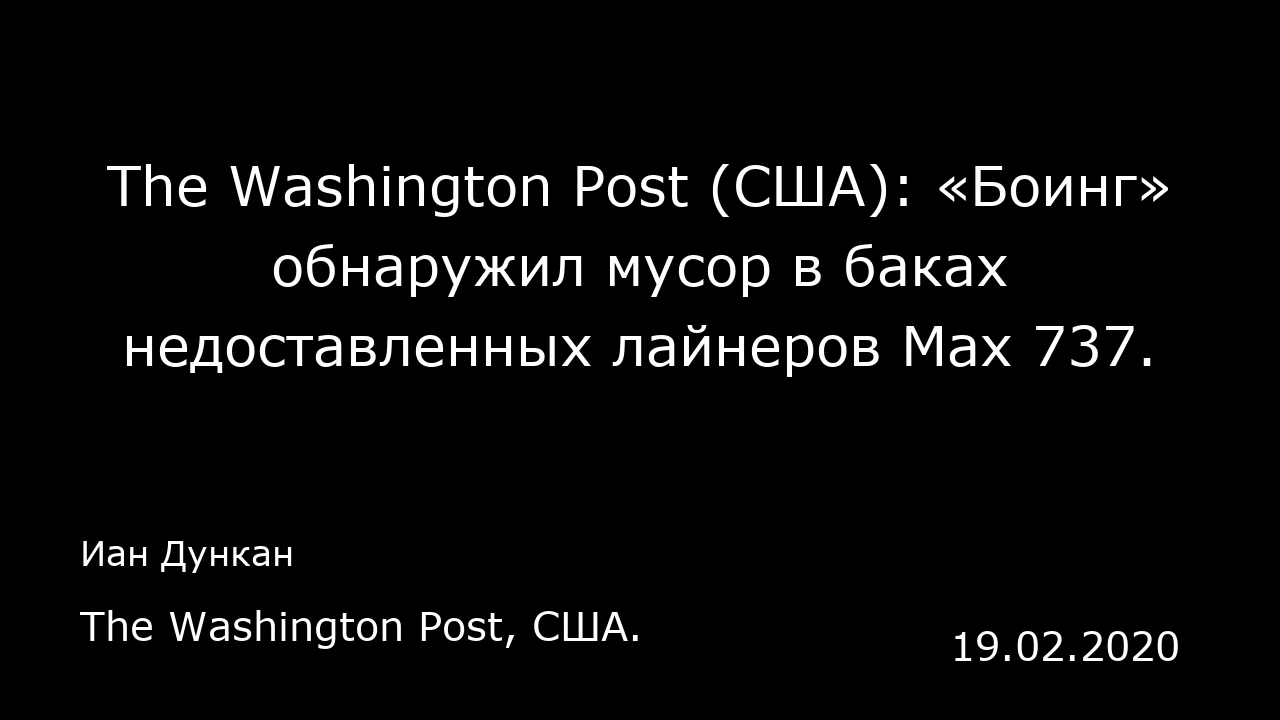 The Washington Post (США): «Боинг»
обнаружил мусор в баках
недоставленных лайнеров Max 737.
Иан Дункан
The Washington Post, США.
19.02.2020